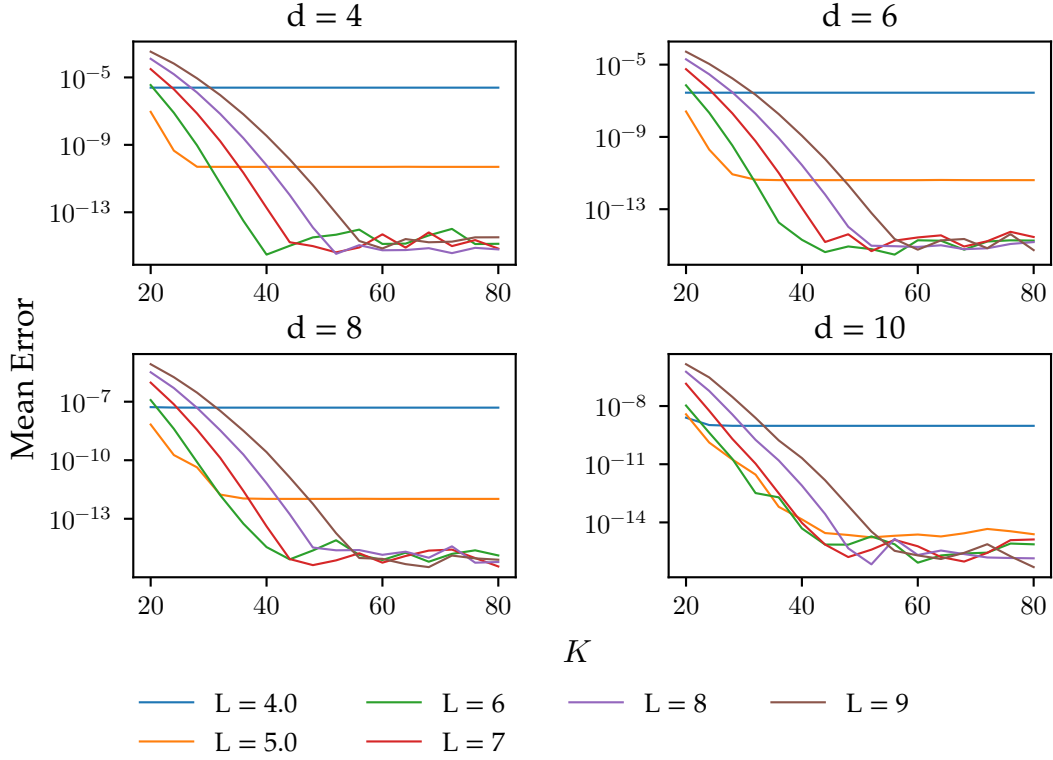 d = 4
d = 6
10^{-5}
10^{-9}
10^{-13}
20 40 60 80
10^{-5}
10^{-9}
10^{-13}
20 40 60 80
Mean Error
d = 8
d = 10
10^{-7}
10^{-10}
10^{-13}
20 40 60 80
10^{-8}
10^{-11}
10^{-14}
20 40 60 80
K
L = 4.0
L = 6
L = 8
L = 9
L = 5.0
L = 7